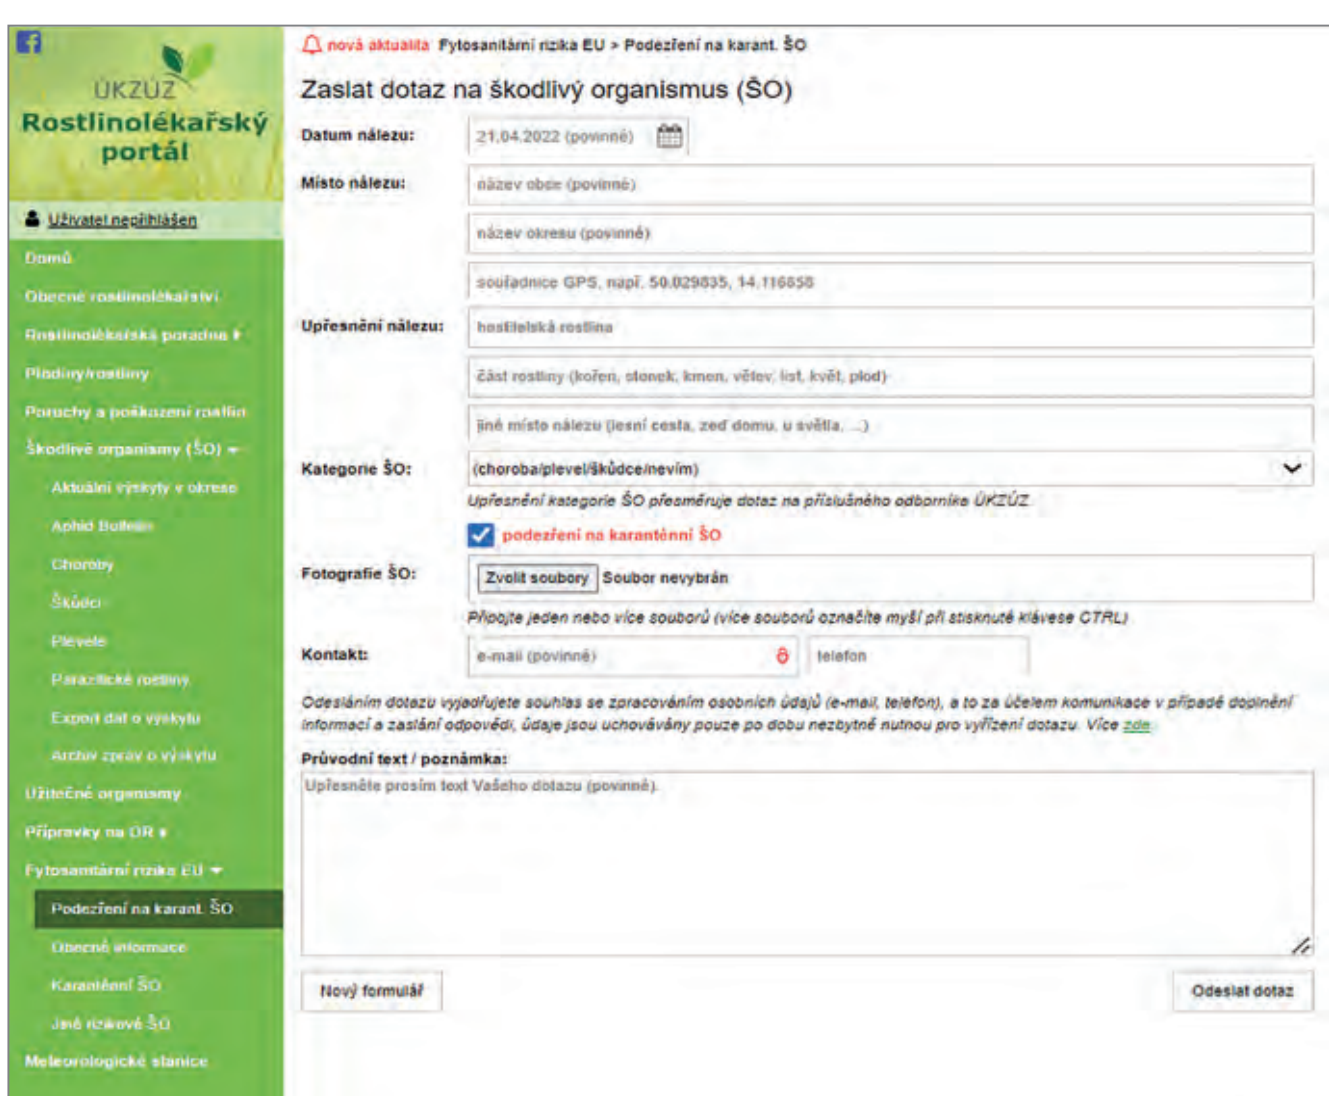 f
ÚKZÚZ
Rostlinolékařský
portál
Uživatel nepřihlášen
Domů
Obecné rostlinolékařství
Rostlinolékařská poradna
Plodiny/rostliny
Poruchy a poškození rostlin
Škodlivé organismy (ŠO)
Aktuální výskyty v okrese
Aphid Bulletin
Choroby
Škůdci
Plevele
Parazitické rostliny
Export dat o výskytu
Archiv zpráv o výskytu
Užitečné organismy
Přípravky na OR
Fytosanitární rizika EU
Podezření na karant. ŠO
Obecné informace
Karanténní ŠO
Jiné rizikové ŠO
Meteorologické stanice
nová aktualita Fytosanitární rizika EU > Podezření na karant. ŠO
Zaslat dotaz na škodlivý organismus (ŠO)
Datum nálezu: 21.04.2022 (povinné)
Místo nálezu: název obce (povinné)
název okresu (povinné)
souřadnice GPS, např. 50.029835, 14.116858
Upřesnění nálezu: hostitelská rostlina
část rostliny (kořen, stonek, kmen, větev, list, květ, plod)
jiné místo nálezu (lesní cesta, zeď domu, u světla, ...)
Kategorie ŠO: (choroba/plevel/škůdce/nevím)
Upřesnění kategorie ŠO přesměruje dotaz na příslušného odborníka ÚKZÚZ.
podezření na karanténní ŠO
Fotografie ŠO: Zvolit soubory Soubor nevybrán
Připojte jeden nebo více souborů (více souborů označíte myší při stisknuté klávese CTRL)
Kontakt: e-mail (povinné) telefon
Odesláním dotazu vyjadřujete souhlas se zpracováním osobních údajů (e-mail, telefon), a to za účelem komunikace v případě doplnění
informací a zaslání odpovědi, údaje jsou uchovávány pouze po dobu nezbytně nutnou pro vyřízení dotazu. Více zde.
Průvodní text / poznámka:
Upřesněte prosím text Vašeho dotazu (povinné).
Nový formulář Odeslat dotaz